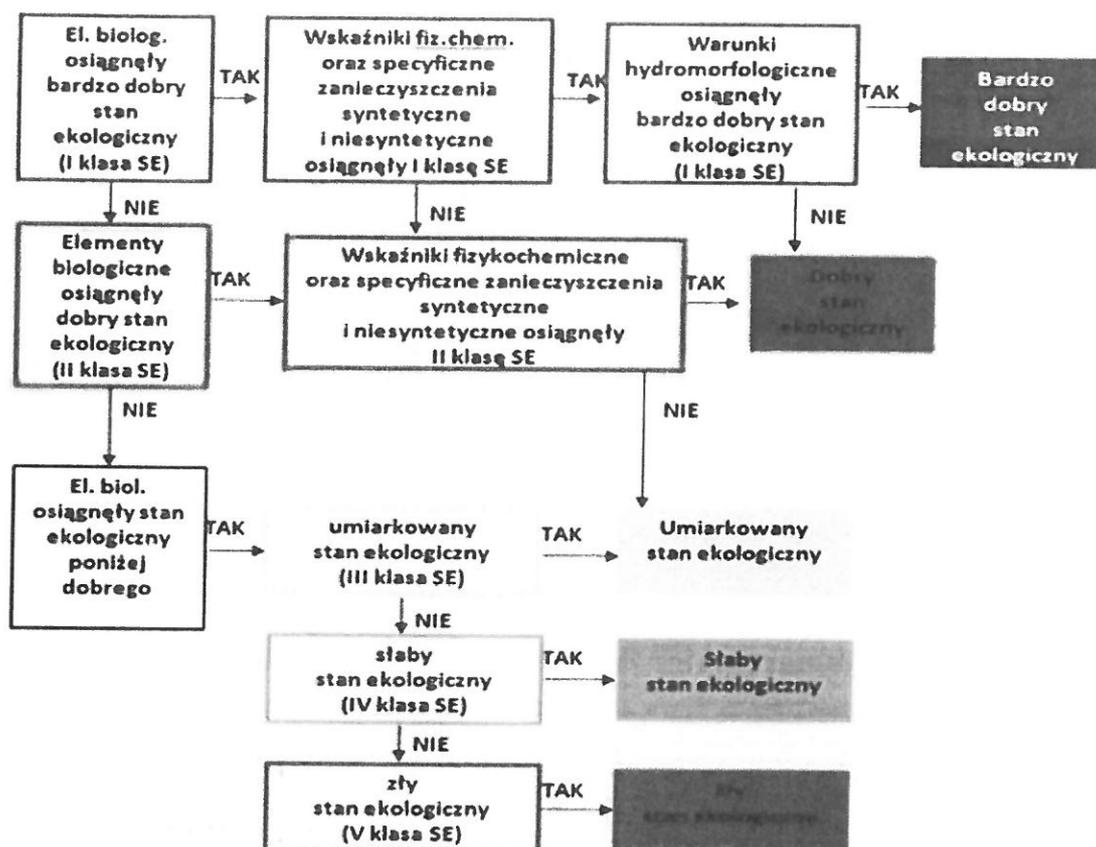 El. biolog.
osiągnęły
bardzo dobry
stan
ekologiczny
(I klasa SE)
TAK
Wskaźniki fiz.chem.
oraz specyficzne
zanieczyszczenia
syntetyczne
i niesyntetyczne
osiągnęły I klasę SE
TAK
Warunki
hydromorfologiczne
osiągnęły
bardzo dobry stan
ekologiczny
(I klasa SE)
TAK
Bardzo
dobry
stan
ekologiczny
NIE
NIE
NIE
Elementy
biologiczne
osiągnęły
dobry stan
ekologiczny
(II klasa SE)
TAK
Wskaźniki fizykochemiczne
oraz specyficzne zanieczyszczenia
syntetyczne
i niesyntetyczne osiągnęły
II klasę SE
TAK
Dobry
stan
ekologiczny
NIE
NIE
El. biol.
osiągnęły stan
ekologiczny
poniżej
dobrego
TAK
umiarkowany
stan ekologiczny
(III klasa SE)
TAK
Umiarkowany
stan ekologiczny
NIE
słaby
stan ekologiczny
(IV klasa SE)
TAK
Słaby
stan ekologiczny
NIE
zły
stan ekologiczny
(V klasa SE)
TAK
zły
stan ekologiczny